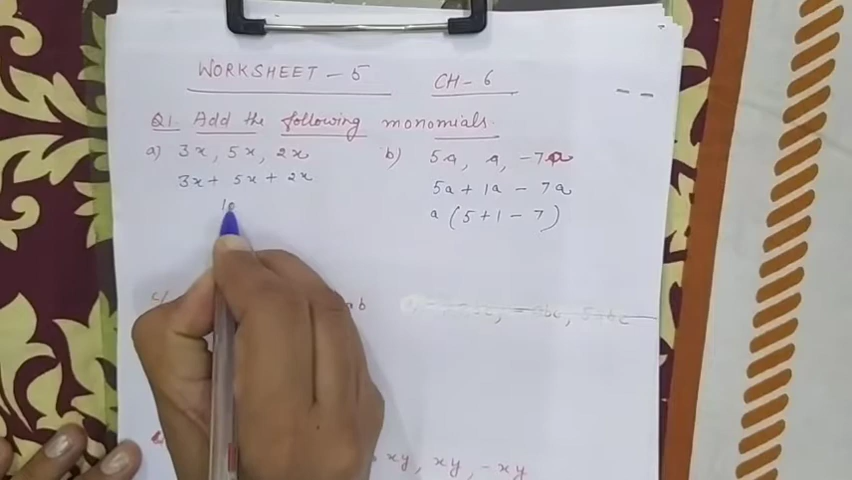 WORKSHEET - 5 CH- 6
Q1. Add the following monomials.
a) 3x, 5x, 2x b) 5a, a, -7a
3x + 5x + 2x 5a + 1a - 7a
10 a (5+1 - 7)
c) ab
xy, xy, -xy